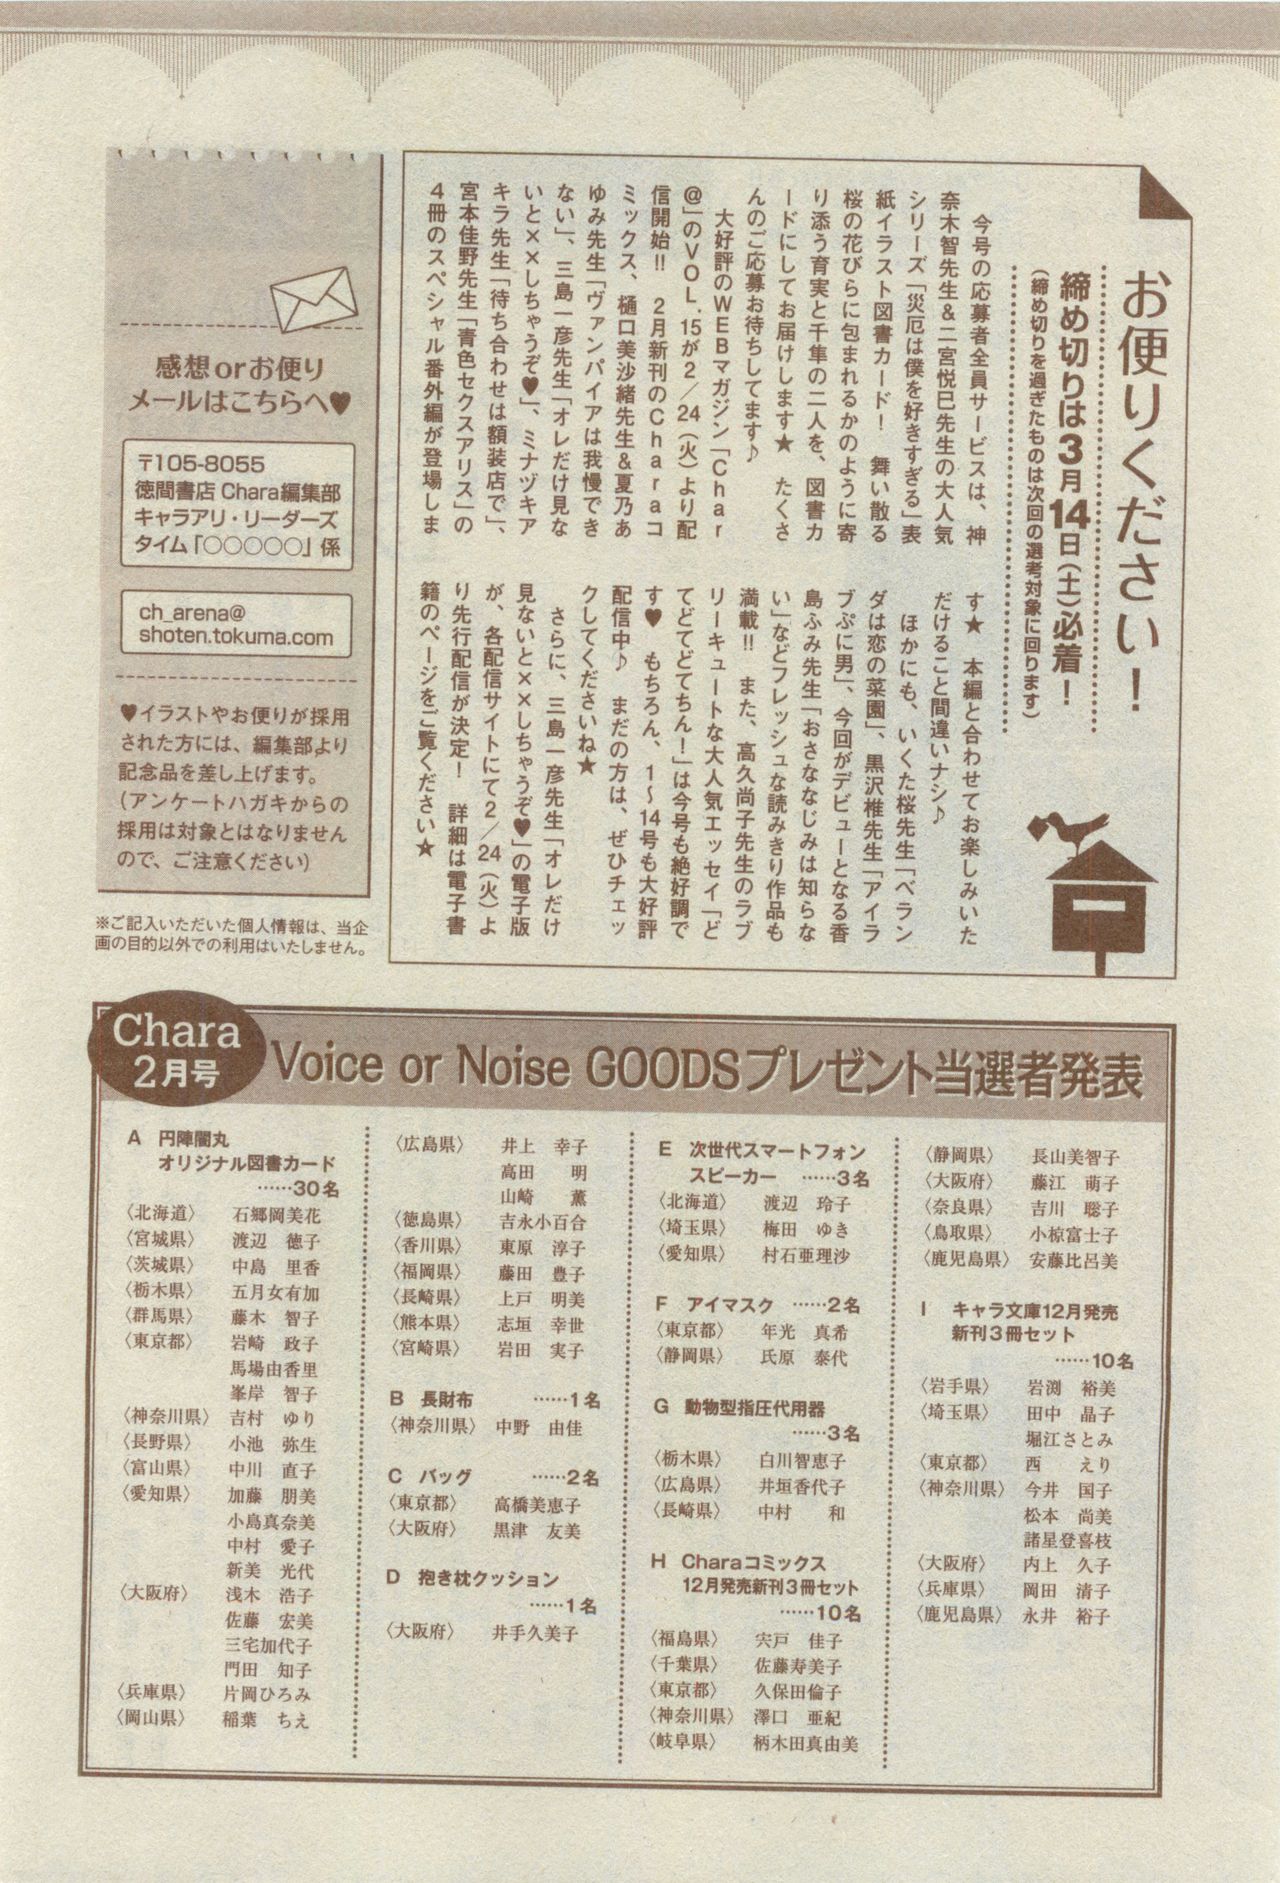 お便りください!
締め切りは3月14日(土)必着!
(締め切りを過ぎたものは次回の選考対象に回ります)
今号の応募者全員サービスは、神
奈木智先生&二宮悦巳先生の大人気
シリーズ「災厄は僕を好きすぎる」表
紙イラスト図書カード! 舞い散る
桜の花びらに包まれるかのように寄
り添う育実と千隼の二人を、図書カ
ードにしてお届けします★ たくさ
んのご応募お待ちしてます♪
大好評のWEBマガジン「Char
@」のVOL.15が2/24(火)より配
信開始!! 2月新刊のCharaコ
ミックス、樋口美沙緒先生&夏乃あ
ゆみ先生「ヴァンパイアは我慢でき
ない」、三島一彦先生「オレだけ見な
いと××しちゃうぞ♥」、ミナヅキア
キラ先生「待ち合わせは額装店で」、
宮本佳野先生「青色セクスアリス」の
4冊のスペシャル番外編が登場しま
す★ 本編と合わせてお楽しみいた
だけること間違いナシ♪
ほかにも、いくた桜先生「ベラン
ダは恋の菜園」、黒沢椎先生「アイラ
ブぷに男」、今回がデビューとなる香
島ふみ先生「おさななじみは知らな
い」などフレッシュな読みきり作品も
満載!! また、高久尚子先生のラブ
リーキュートな大人気エッセイ「ど
てどてどてちん!」は今号も絶好調で
す♥ もちろん、1〜14号も大好評
配信中♪ まだの方は、ぜひチェッ
クしてくださいね★
さらに、三島一彦先生「オレだけ
見ないと××しちゃうぞ♥」の電子版
が、各配信サイトにて2/24(火)よ
り先行配信が決定! 詳細は電子書
籍のページをご覧ください★
感想orお便り
メールはこちらへ♥
〒105-8055
徳間書店 Chara編集部
キャラアリ・リーダーズ
タイム「○○○○○」係
ch_arena@
shoten.tokuma.com
♥イラストやお便りが採用
された方には、編集部より
記念品を差し上げます。
(アンケートハガキからの
採用は対象とはなりません
ので、ご注意ください)
※ご記入いただいた個人情報は、当企
画の目的以外での利用はいたしません。
Chara
2月号
Voice or Noise GOODSプレゼント当選者発表
A 円陣闇丸
オリジナル図書カード
……30名
〈北海道〉 石郷岡美花
〈宮城県〉 渡辺 徳子
〈茨城県〉 中島 里香
〈栃木県〉 五月女有加
〈群馬県〉 藤木 智子
〈東京都〉 岩崎 政子
馬場由香里
峯岸 智子
〈神奈川県〉 吉村 ゆり
〈長野県〉 小池 弥生
〈富山県〉 中川 直子
〈愛知県〉 加藤 朋美
小島真奈美
中村 愛子
新美 光代
〈大阪府〉 浅木 浩子
佐藤 宏美
三宅加代子
門田 知子
〈兵庫県〉 片岡ひろみ
〈岡山県〉 稲葉 ちえ
〈広島県〉 井上 幸子
高田 明
山崎 薫
〈徳島県〉 吉永小百合
〈香川県〉 東原 淳子
〈福岡県〉 藤田 豊子
〈長崎県〉 上戸 明美
〈熊本県〉 志垣 幸世
〈宮崎県〉 岩田 実子
B 長財布 ……1名
〈神奈川県〉 中野 由佳
C バッグ ……2名
〈東京都〉 高橋美恵子
〈大阪府〉 黒津 友美
D 抱き枕クッション
……1名
〈大阪府〉 井手久美子
E 次世代スマートフォン
スピーカー ……3名
〈北海道〉 渡辺 玲子
〈埼玉県〉 梅田 ゆき
〈愛知県〉 村石亜理沙
F アイマスク ……2名
〈東京都〉 年光 真希
〈静岡県〉 氏原 泰代
G 動物型指圧代用器
……3名
〈栃木県〉 白川智恵子
〈広島県〉 井垣香代子
〈長崎県〉 中村 和
H Charaコミックス
12月発売新刊3冊セット
……10名
〈福島県〉 宍戸 佳子
〈千葉県〉 佐藤寿美子
〈東京都〉 久保田倫子
〈神奈川県〉 澤口 亜紀
〈岐阜県〉 柄木田真由美
〈静岡県〉 長山美智子
〈大阪府〉 藤江 萌子
〈奈良県〉 吉川 聡子
〈鳥取県〉 小椋富士子
〈鹿児島県〉 安藤比呂美
I キャラ文庫12月発売
新刊3冊セット
……10名
〈岩手県〉 岩渕 裕美
〈埼玉県〉 田中 晶子
堀江さとみ
〈東京都〉 西 えり
〈神奈川県〉 今井 国子
松本 尚美
諸星登喜枝
〈大阪府〉 内上 久子
〈兵庫県〉 岡田 清子
〈鹿児島県〉 永井 裕子